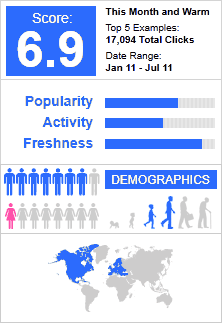 Score:
6.9
This Month and Warm
Top 5 Examples:
17,094 Total Clicks
Date Range:
Jan 11 - Jul 11
Popularity
Activity
Freshness
DEMOGRAPHICS